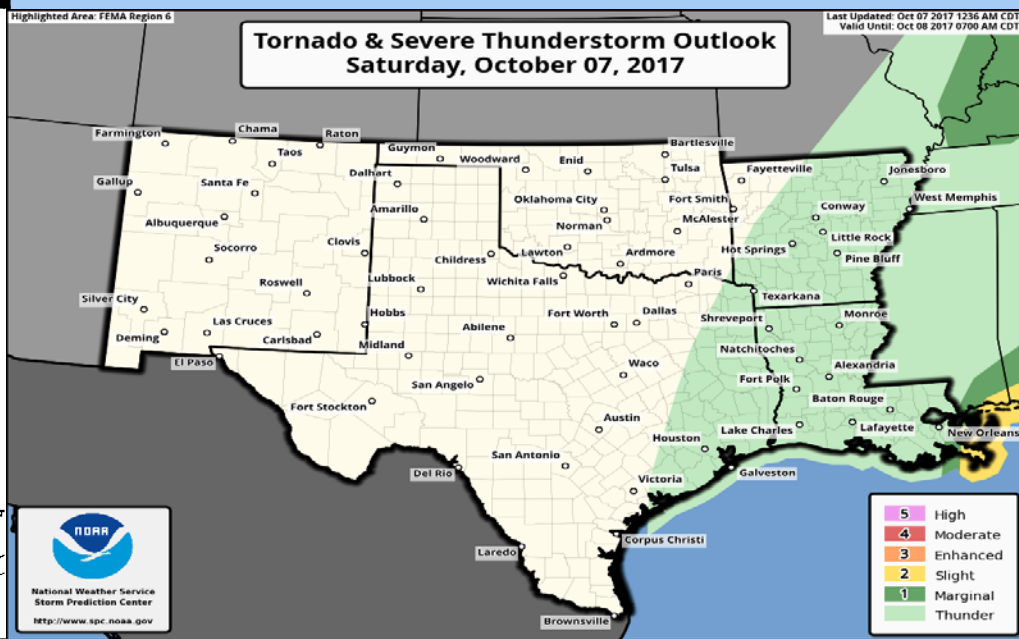 Highlighted Area: FEMA Region 6
Last Updated: Oct 07 2017 1236 AM CDT
Valid Until: Oct 08 2017 0700 AM CDT
Tornado & Severe Thunderstorm Outlook
Saturday, October 07, 2017
Farmington
Chama
Raton
Taos
Guymon
Woodward
Enid
Bartlesville
Tulsa
Fayetteville
Jonesboro
Gallup
Santa Fe
Dalhart
Oklahoma City
Fort Smith
West Memphis
Conway
Albuquerque
Amarillo
Norman
McAlester
Little Rock
Socorro
Clovis
Childress
Lawton
Ardmore
Hot Springs
Pine Bluff
Roswell
Lubbock
Wichita Falls
Paris
Texarkana
Silver City
Las Cruces
Hobbs
Fort Worth
Dallas
Shreveport
Monroe
Deming
Carlsbad
Midland
Abilene
Natchitoches
El Paso
San Angelo
Waco
Fort Polk
Alexandria
Fort Stockton
Austin
Baton Rouge
Houston
Lake Charles
Lafayette
New Orleans
Del Rio
San Antonio
Victoria
Galveston
Laredo
Corpus Christi
Brownsville
NOAA
National Weather Service
Storm Prediction Center
http://www.spc.noaa.gov
5 High
4 Moderate
3 Enhanced
2 Slight
1 Marginal
Thunder